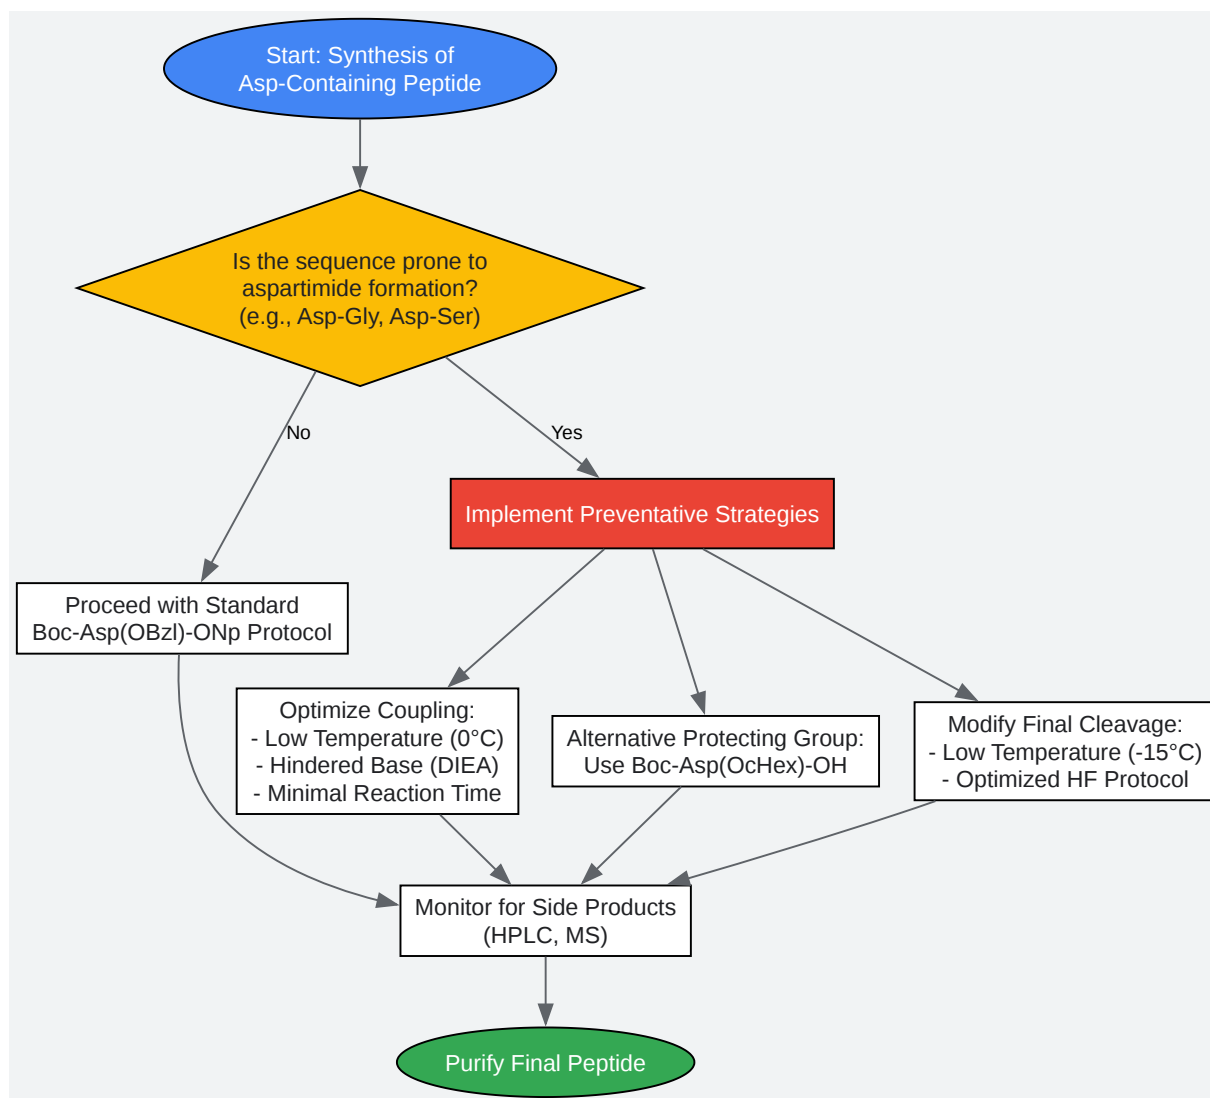 Start: Synthesis of
Asp-Containing Peptide
Is the sequence prone to
aspartimide formation?
(e.g., Asp-Gly, Asp-Ser)
No
Yes
Implement Preventative Strategies
Proceed with Standard
Boc-Asp(OBzl)-ONp Protocol
Optimize Coupling:
- Low Temperature (0°C)
- Hindered Base (DIEA)
- Minimal Reaction Time
Alternative Protecting Group:
Use Boc-Asp(OcHex)-OH
Modify Final Cleavage:
- Low Temperature (-15°C)
- Optimized HF Protocol
Monitor for Side Products
(HPLC, MS)
Purify Final Peptide